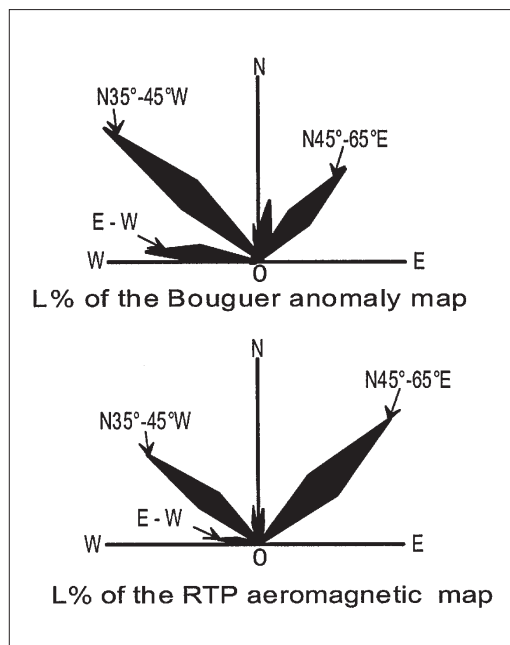 N
N35°-45°W
N45°-65°E
E - W
W
E
O
L% of the Bouguer anomaly map
N
N45°-65°E
N35°-45°W
E - W
W
E
O
L% of the RTP aeromagnetic map